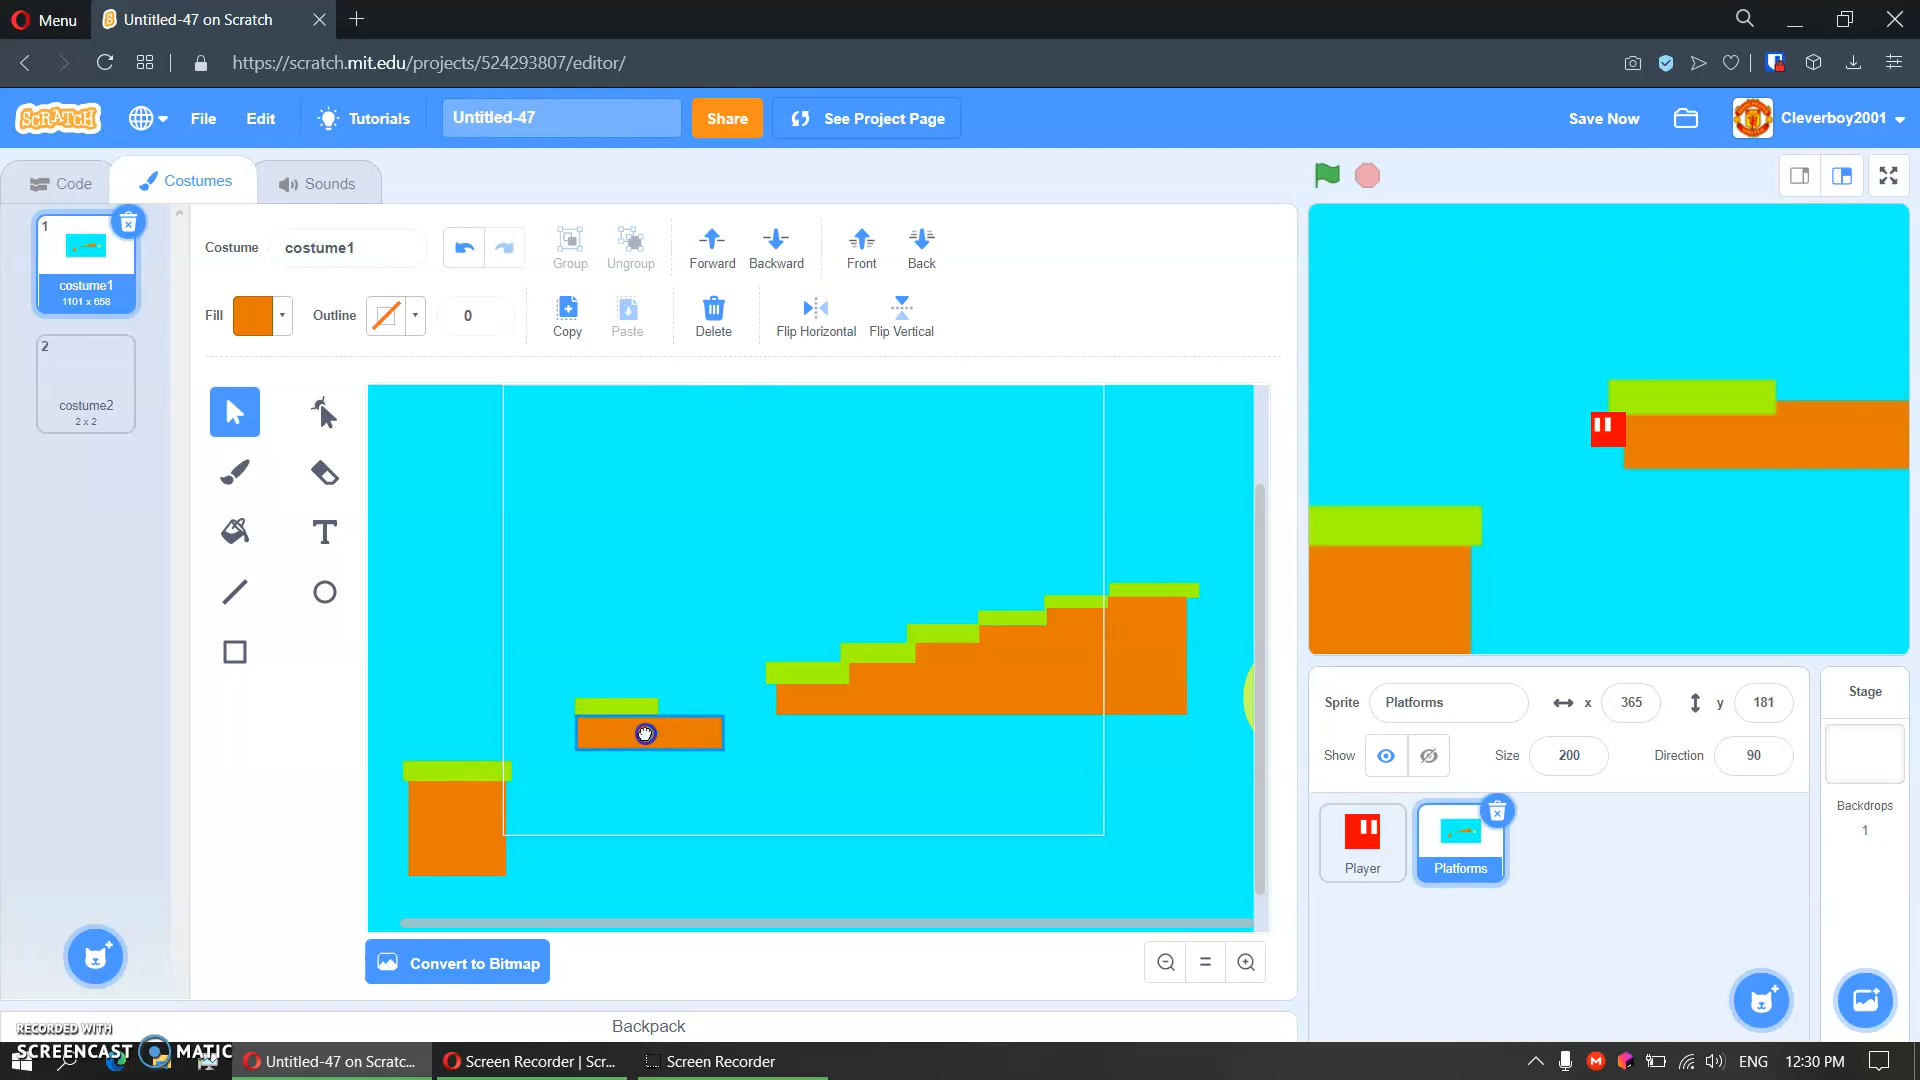 Menu
Untitled-47 on Scratch
https://scratch.mit.edu/projects/524293807/editor/
SCRATCH
File
Edit
Tutorials
Untitled-47
Share
See Project Page
Save Now
Cleverboy2001
Code
Costumes
Sounds
1
costume1
1101 x 658
2
costume2
2 x 2
Costume
costume1
Group
Ungroup
Forward
Backward
Front
Back
Fill
Outline
0
Copy
Paste
Delete
Flip Horizontal
Flip Vertical
T
Convert to Bitmap
Backpack
Sprite
Platforms
x
365
y
181
Show
Size
200
Direction
90
Player
Platforms
Stage
Backdrops
1
RECORDED WITH
SCREENCAST MATIC
Untitled-47 on Scratc...
Screen Recorder | Scr...
Screen Recorder
ENG
12:30 PM